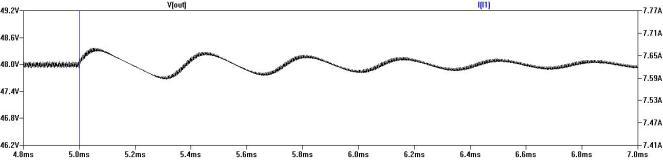 V(out) I(I1)
49.2V 7.77A
48.6V 7.71A
7.65A
48.0V
7.59A
47.4V 7.53A
46.8V 7.47A
46.2V 7.41A
4.8ms 5.0ms 5.2ms 5.4ms 5.6ms 5.8ms 6.0ms 6.2ms 6.4ms 6.6ms 6.8ms 7.0ms